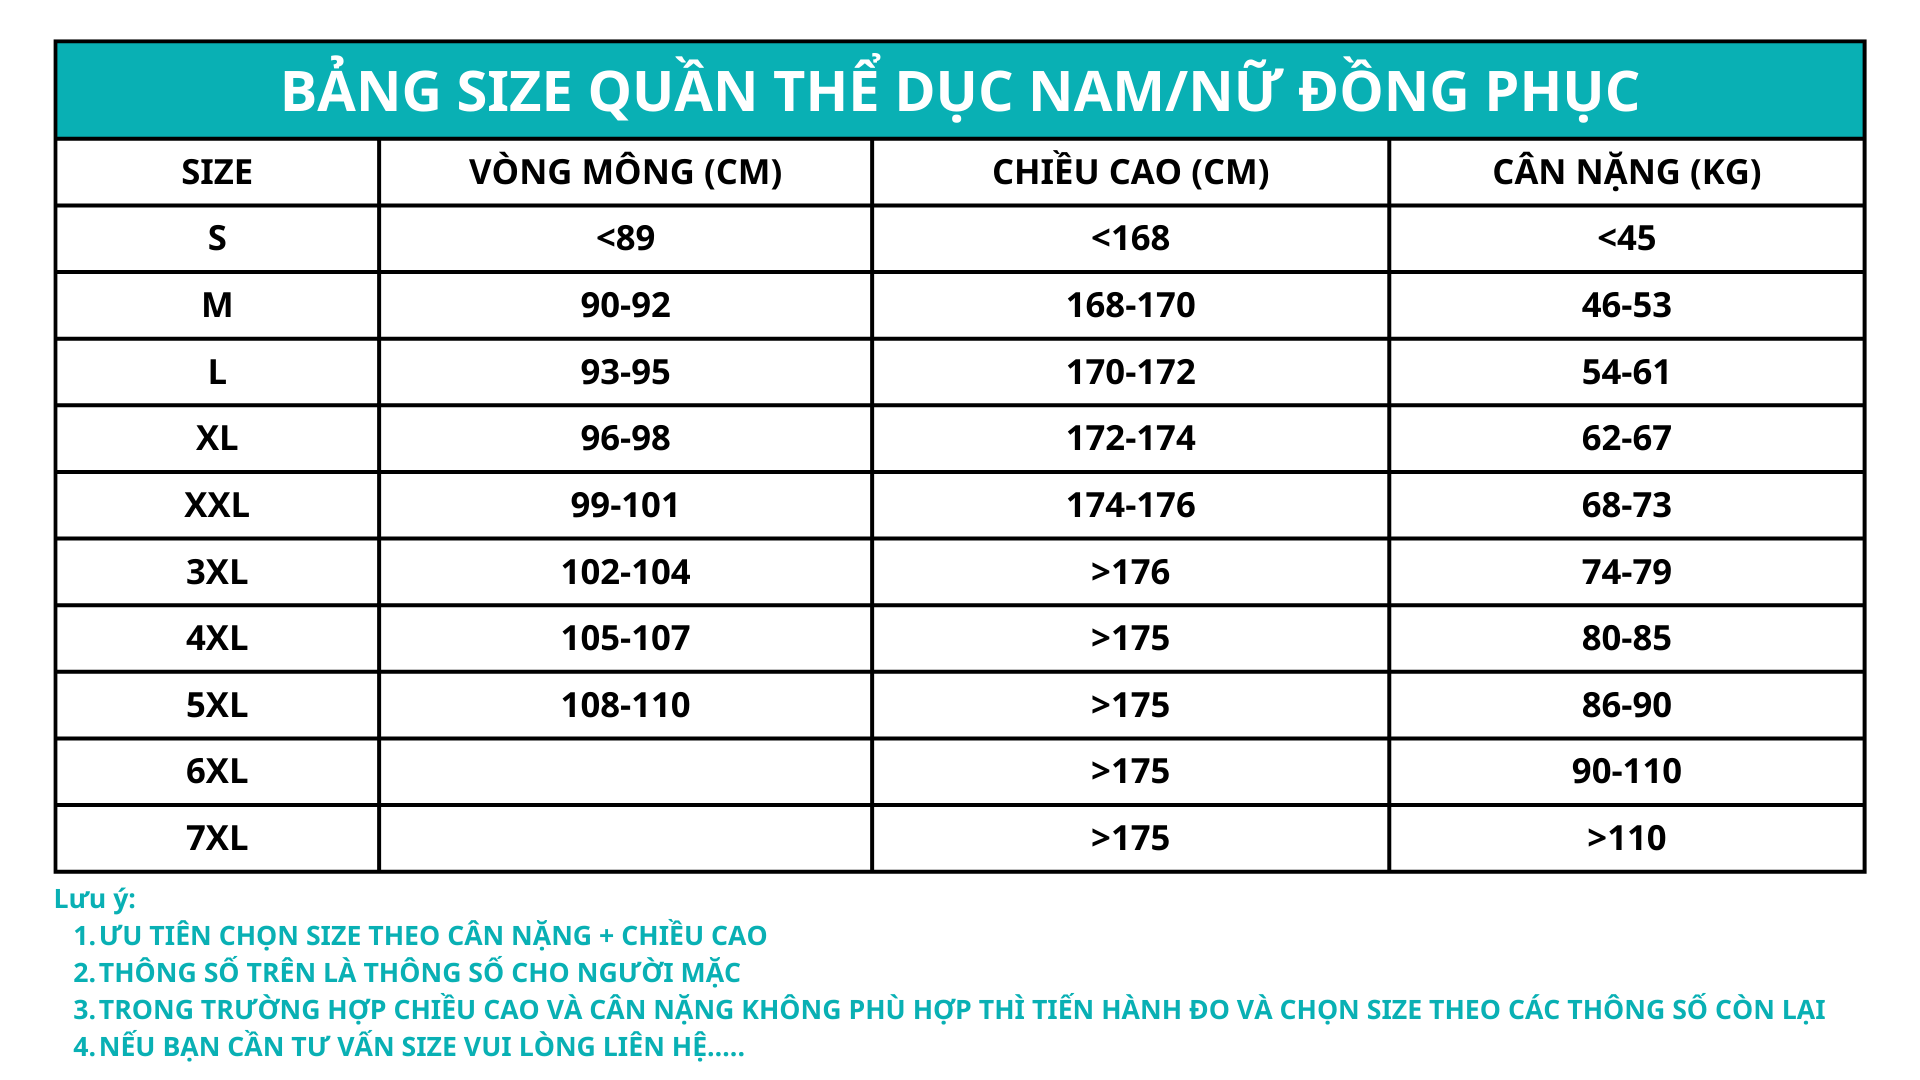 BẢNG SIZE QUẦN THỂ DỤC NAM/NỮ ĐỒNG PHỤC
SIZE VÒNG MÔNG (CM) CHIỀU CAO (CM) CÂN NẶNG (KG)
S <89 <168 <45
M 90-92 168-170 46-53
L 93-95 170-172 54-61
XL 96-98 172-174 62-67
XXL 99-101 174-176 68-73
3XL 102-104 >176 74-79
4XL 105-107 >175 80-85
5XL 108-110 >175 86-90
6XL >175 90-110
7XL >175 >110
Lưu ý:
1. ƯU TIÊN CHỌN SIZE THEO CÂN NẶNG + CHIỀU CAO
2. THÔNG SỐ TRÊN LÀ THÔNG SỐ CHO NGƯỜI MẶC
3. TRONG TRƯỜNG HỢP CHIỀU CAO VÀ CÂN NẶNG KHÔNG PHÙ HỢP THÌ TIẾN HÀNH ĐO VÀ CHỌN SIZE THEO CÁC THÔNG SỐ CÒN LẠI
4. NẾU BẠN CẦN TƯ VẤN SIZE VUI LÒNG LIÊN HỆ.....